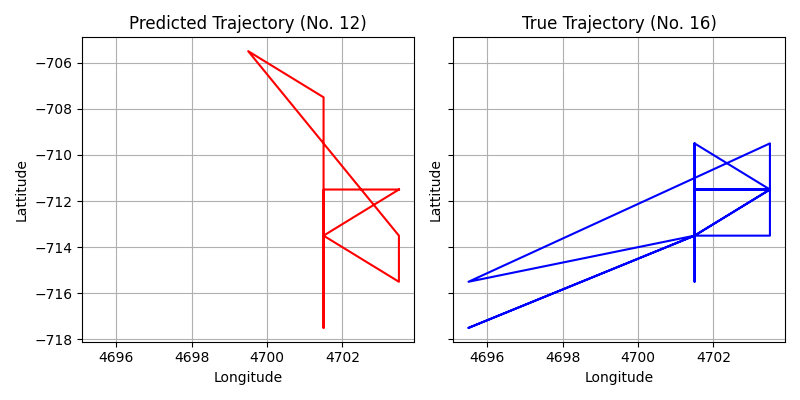 Predicted Trajectory (No. 12)
True Trajectory (No. 16)
−706
−708
−710
−712
−714
−716
−718
Lattitude
Lattitude
4696 4698 4700 4702
4696 4698 4700 4702
Longitude
Longitude